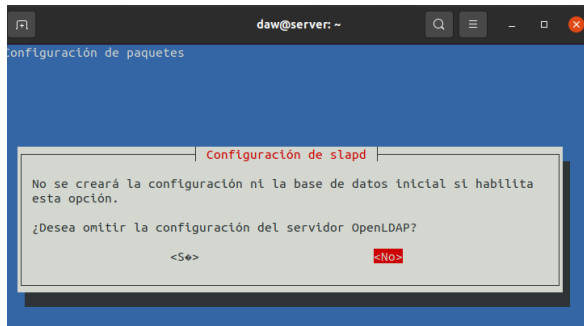 daw@server: ~
Configuración de paquetes
Configuración de slapd
No se creará la configuración ni la base de datos inicial si habilita
esta opción.
¿Desea omitir la configuración del servidor OpenLDAP?
<S�> <No>